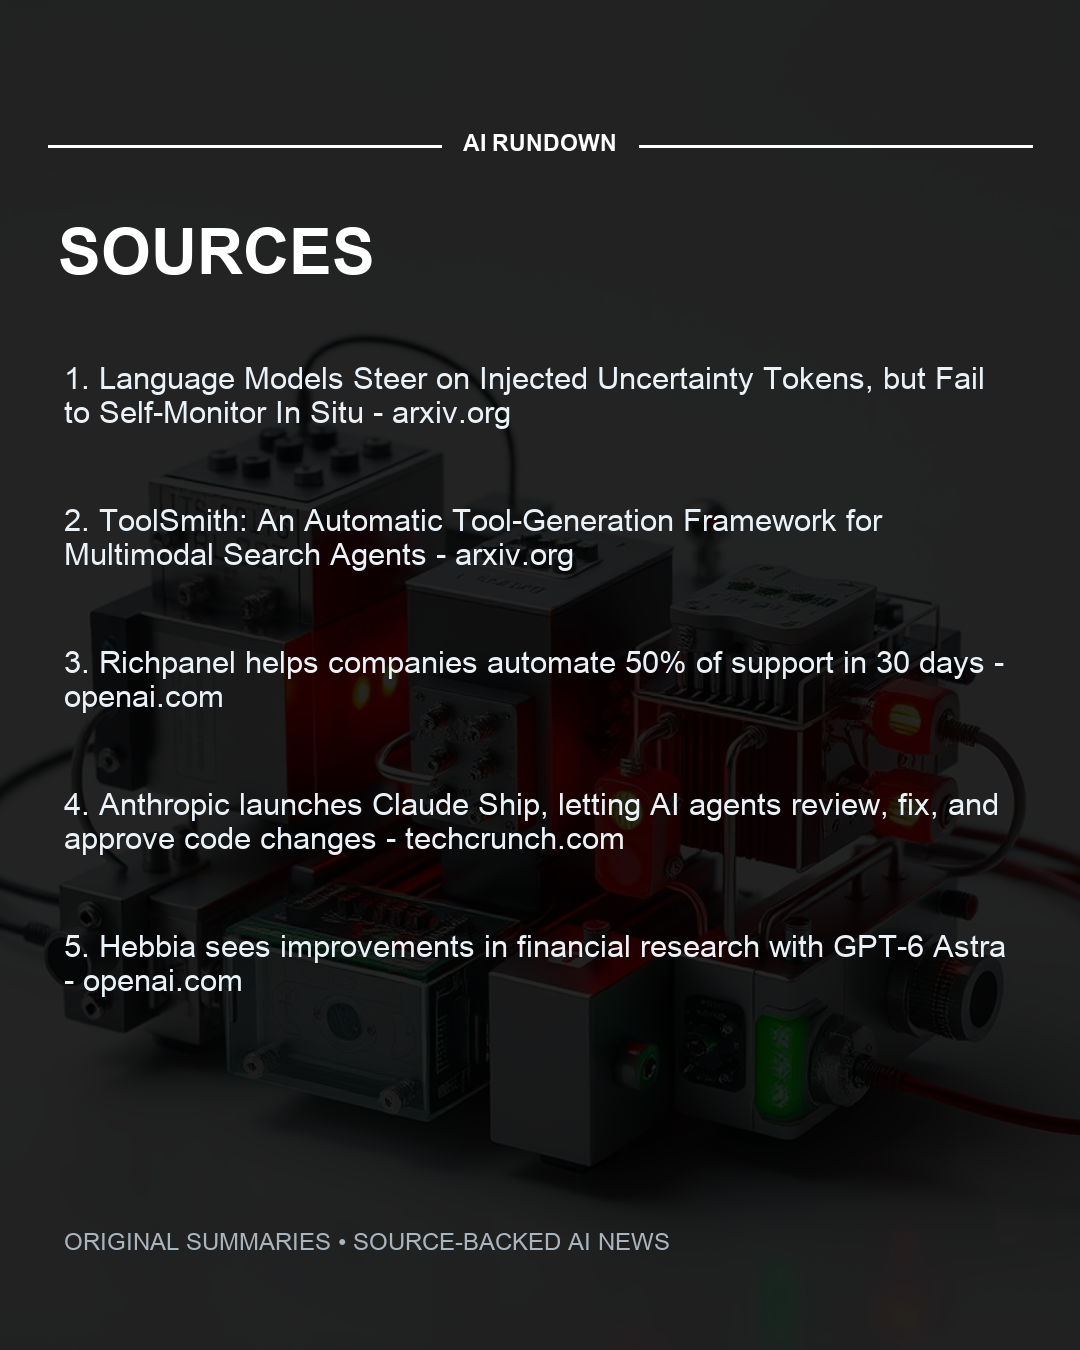 AI RUNDOWN
SOURCES
1. Language Models Steer on Injected Uncertainty Tokens, but Fail
to Self-Monitor In Situ - arxiv.org
2. ToolSmith: An Automatic Tool-Generation Framework for
Multimodal Search Agents - arxiv.org
3. Richpanel helps companies automate 50% of support in 30 days -
openai.com
4. Anthropic launches Claude Ship, letting AI agents review, fix, and
approve code changes - techcrunch.com
5. Hebbia sees improvements in financial research with GPT-6 Astra
- openai.com
ORIGINAL SUMMARIES • SOURCE-BACKED AI NEWS